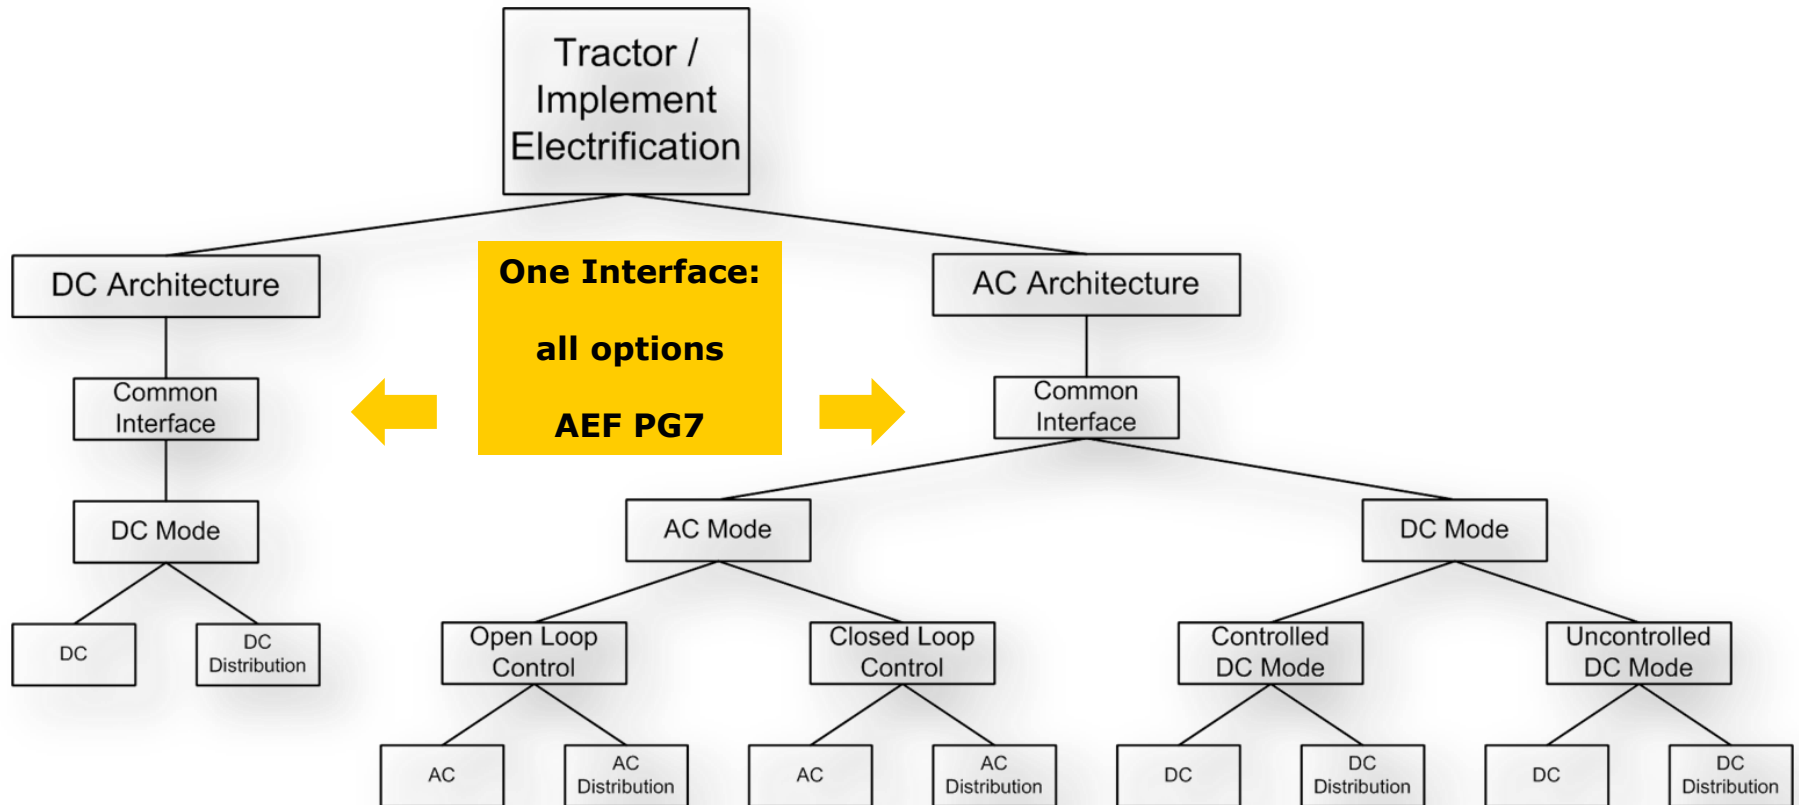 Tractor /
Implement
Electrification
DC Architecture
One Interface:
all options
AEF PG7
AC Architecture
Common
Interface
Common
Interface
DC Mode
AC Mode
DC Mode
DC
DC
Distribution
Open Loop
Control
Closed Loop
Control
Controlled
DC Mode
Uncontrolled
DC Mode
AC
AC
Distribution
AC
AC
Distribution
DC
DC
Distribution
DC
DC
Distribution